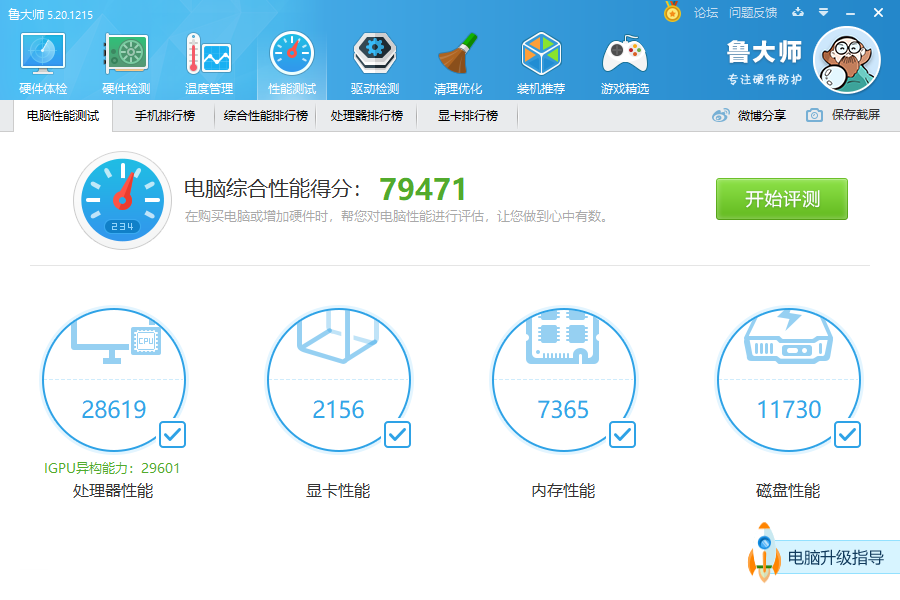 鲁大师 5.20.1215
论坛 问题反馈
硬件体检 硬件检测 温度管理 性能测试 驱动检测 清理优化 装机推荐 游戏精选
鲁大师
专注硬件防护
电脑性能测试 手机排行榜 综合性能排行榜 处理器排行榜 显卡排行榜 微博分享 保存截屏
电脑综合性能得分： 79471
在购买电脑或增加硬件时，帮您对电脑性能进行评估，让您做到心中有数。
开始评测
234
CPU
28619 2156 7365 11730
IGPU异构能力：29601
处理器性能 显卡性能 内存性能 磁盘性能
电脑升级指导